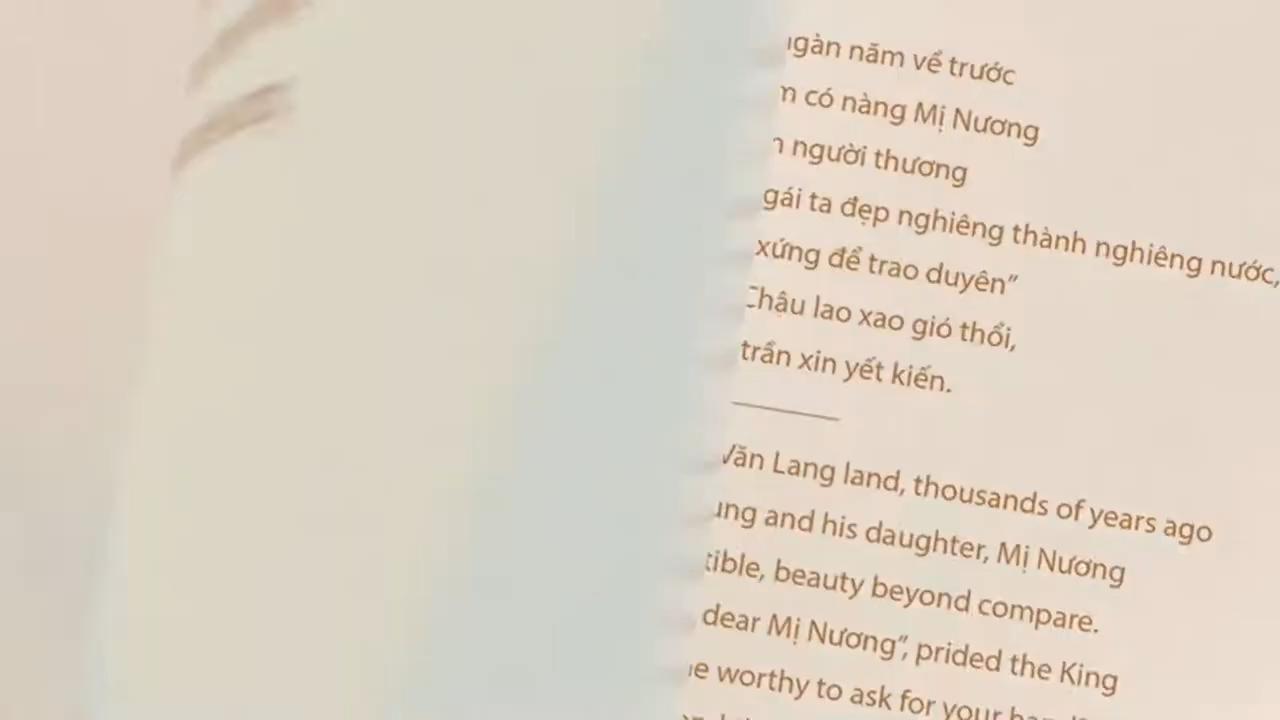 ngàn năm về trước
có nàng Mị Nương
người thương
gái ta đẹp nghiêng thành nghiêng nước,
xứng để trao duyên”
Châu lao xao gió thổi,
trần xin yết kiến.
Văn Lang land, thousands of years ago
and his daughter, Mị Nương
beauty beyond compare.
dear Mị Nương”, prided the King
worthy to ask for your